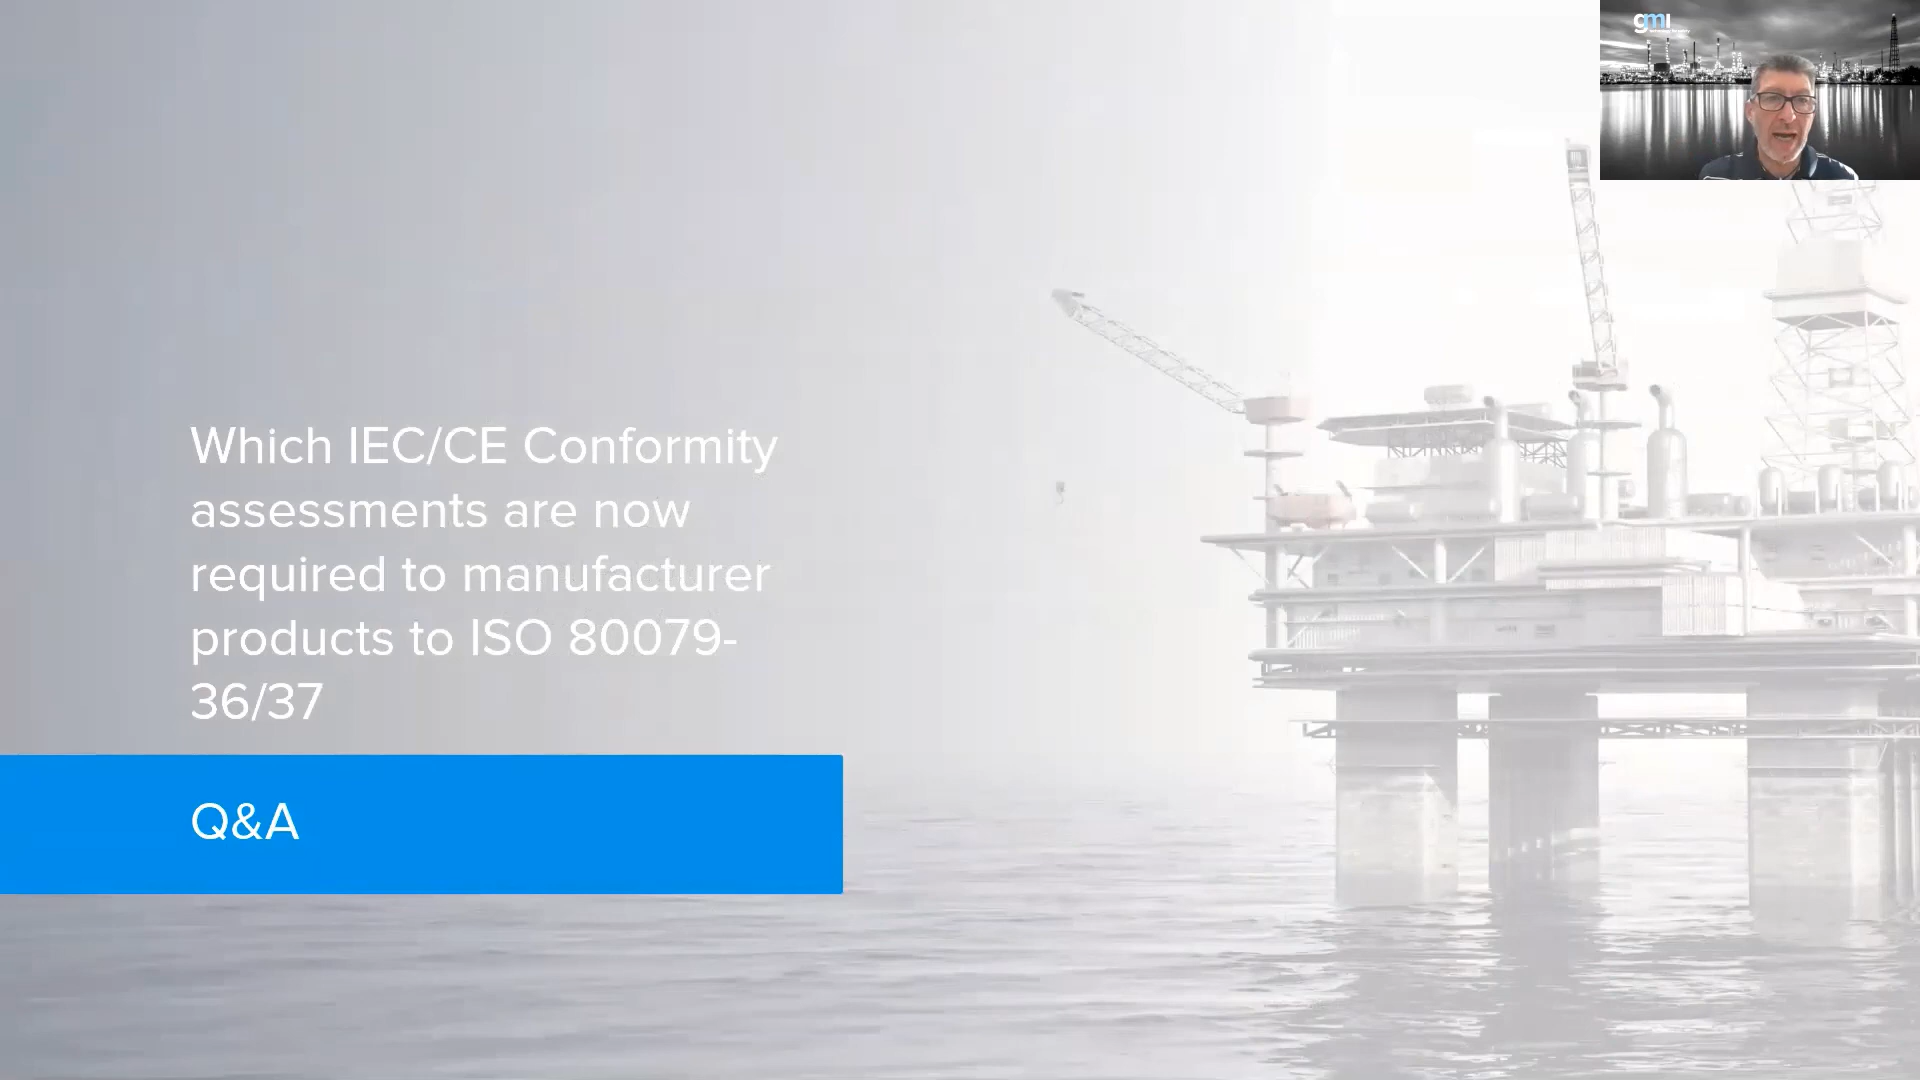 gmi
Which IEC/CE Conformity
assessments are now
required to manufacturer
products to ISO 80079-
36/37
Q&A